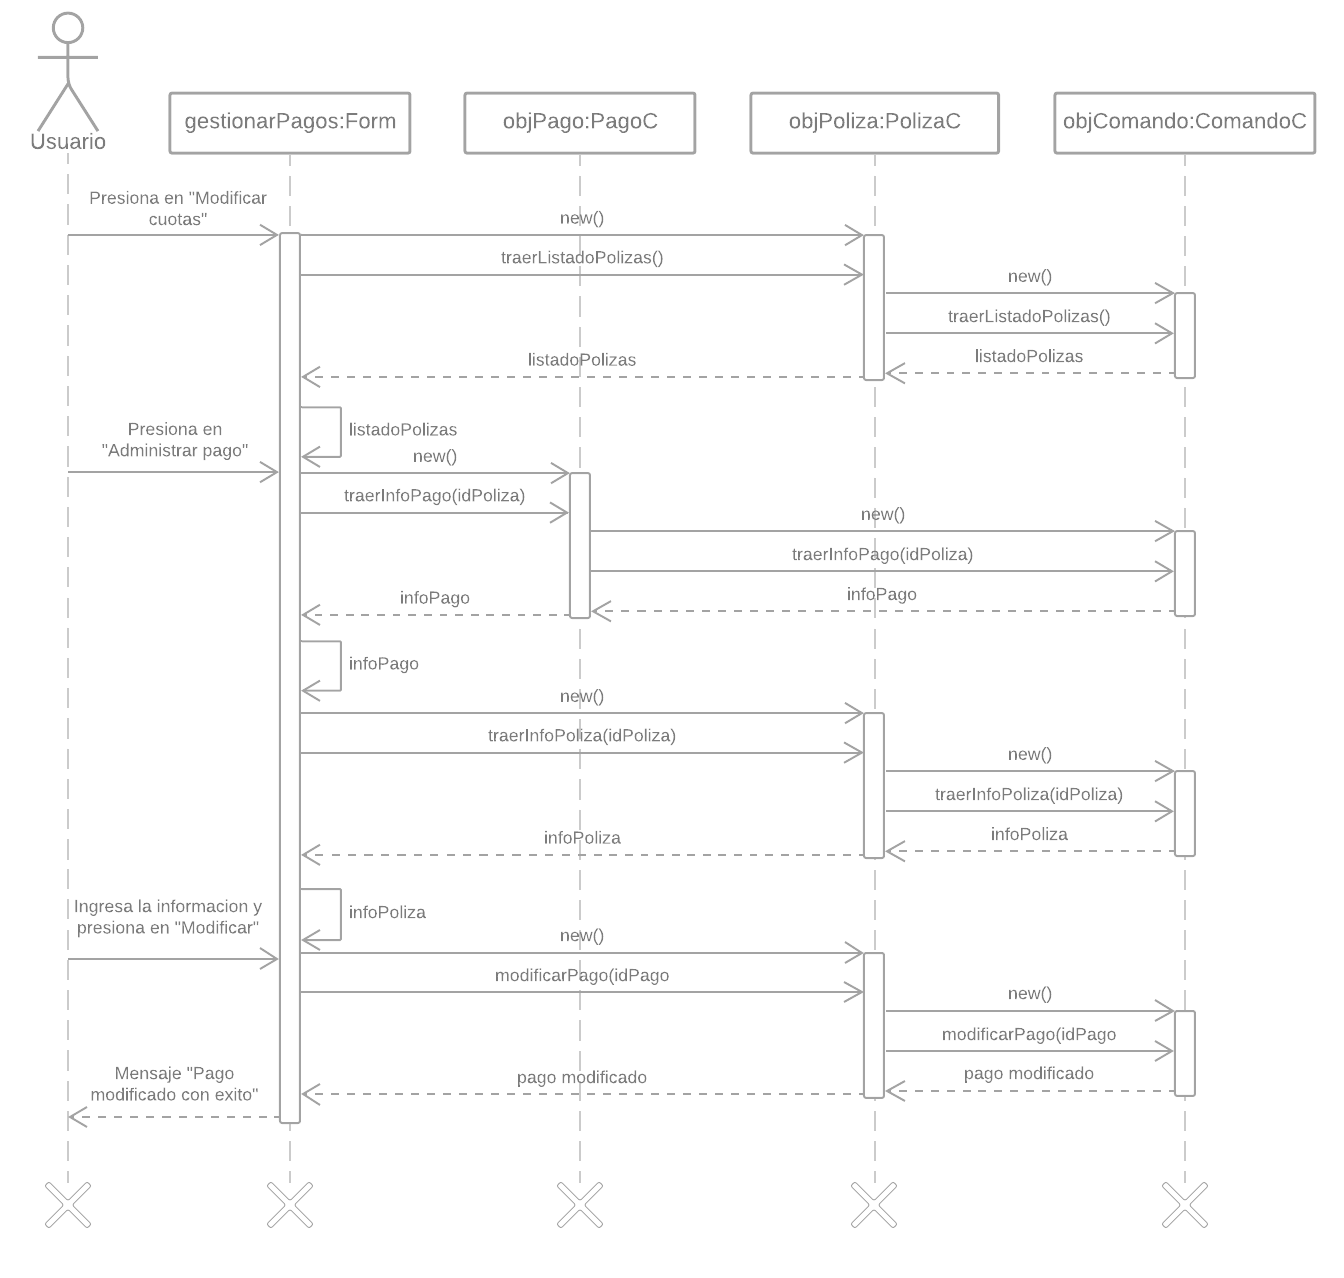 Usuario
gestionarPagos:Form
objPago:PagoC
objPoliza:PolizaC
objComando:ComandoC
Presiona en "Modificar
cuotas"
new()
traerListadoPolizas()
new()
traerListadoPolizas()
listadoPolizas
listadoPolizas
Presiona en
"Administrar pago"
listadoPolizas
new()
traerInfoPago(idPoliza)
new()
traerInfoPago(idPoliza)
infoPago
infoPago
infoPago
new()
traerInfoPoliza(idPoliza)
new()
traerInfoPoliza(idPoliza)
infoPoliza
infoPoliza
Ingresa la informacion y
presiona en "Modificar"
infoPoliza
new()
modificarPago(idPago
new()
modificarPago(idPago
pago modificado
pago modificado
Mensaje "Pago
modificado con exito"